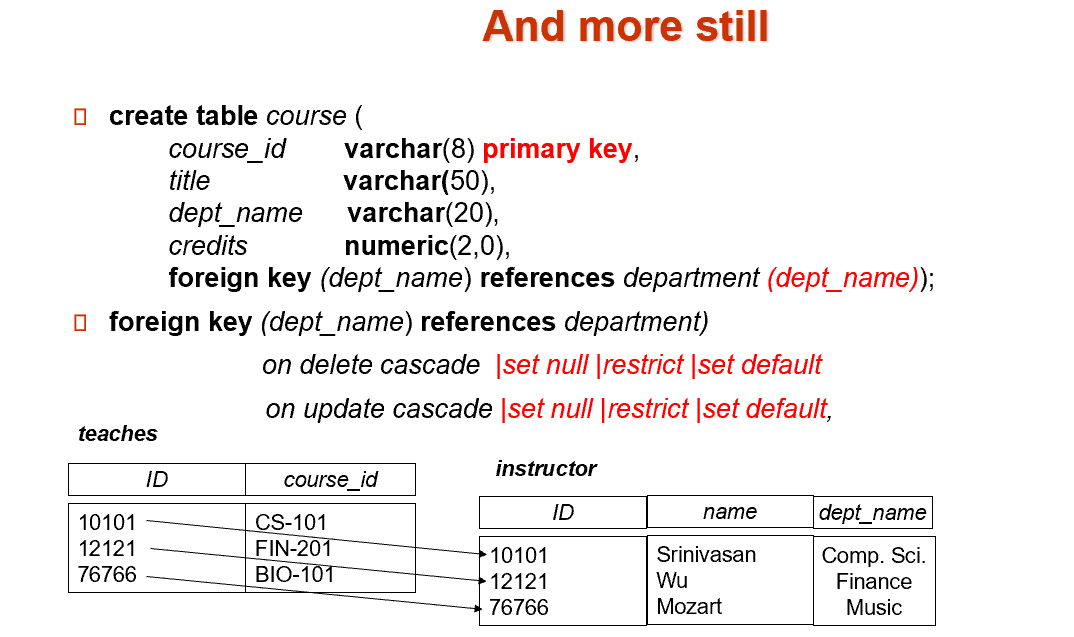 And more still
create table course (
course_id varchar(8) primary key,
title varchar(50),
dept_name varchar(20),
credits numeric(2,0),
foreign key (dept_name) references department (dept_name));
foreign key (dept_name) references department)
on delete cascade |set null |restrict |set default
on update cascade |set null |restrict |set default,
teaches
ID course_id
10101 CS-101
12121 FIN-201
76766 BIO-101
instructor
ID name dept_name
10101 Srinivasan Comp. Sci.
12121 Wu Finance
76766 Mozart Music